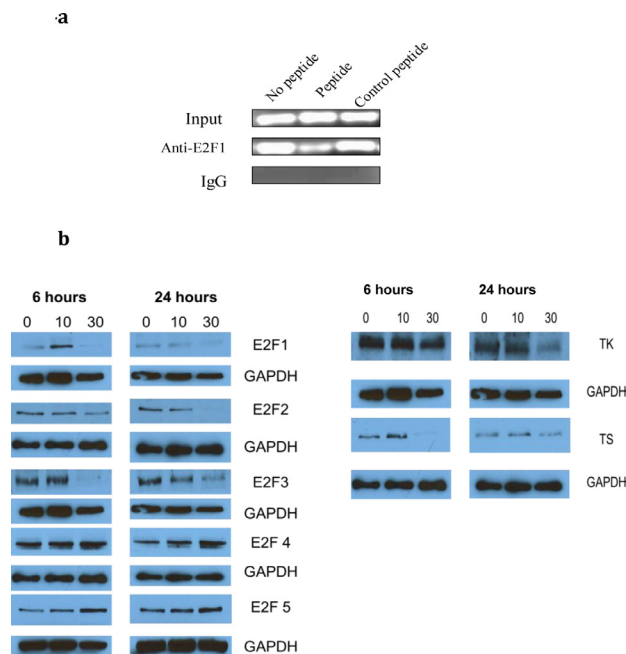 a
No peptide Peptide Control peptide
Input
Anti-E2F1
IgG
b
6 hours 24 hours
0 10 30 0 10 30
E2F1
GAPDH
E2F2
GAPDH
E2F3
GAPDH
E2F 4
GAPDH
E2F 5
GAPDH
6 hours 24 hours
0 10 30 0 10 30
TK
GAPDH
TS
GAPDH